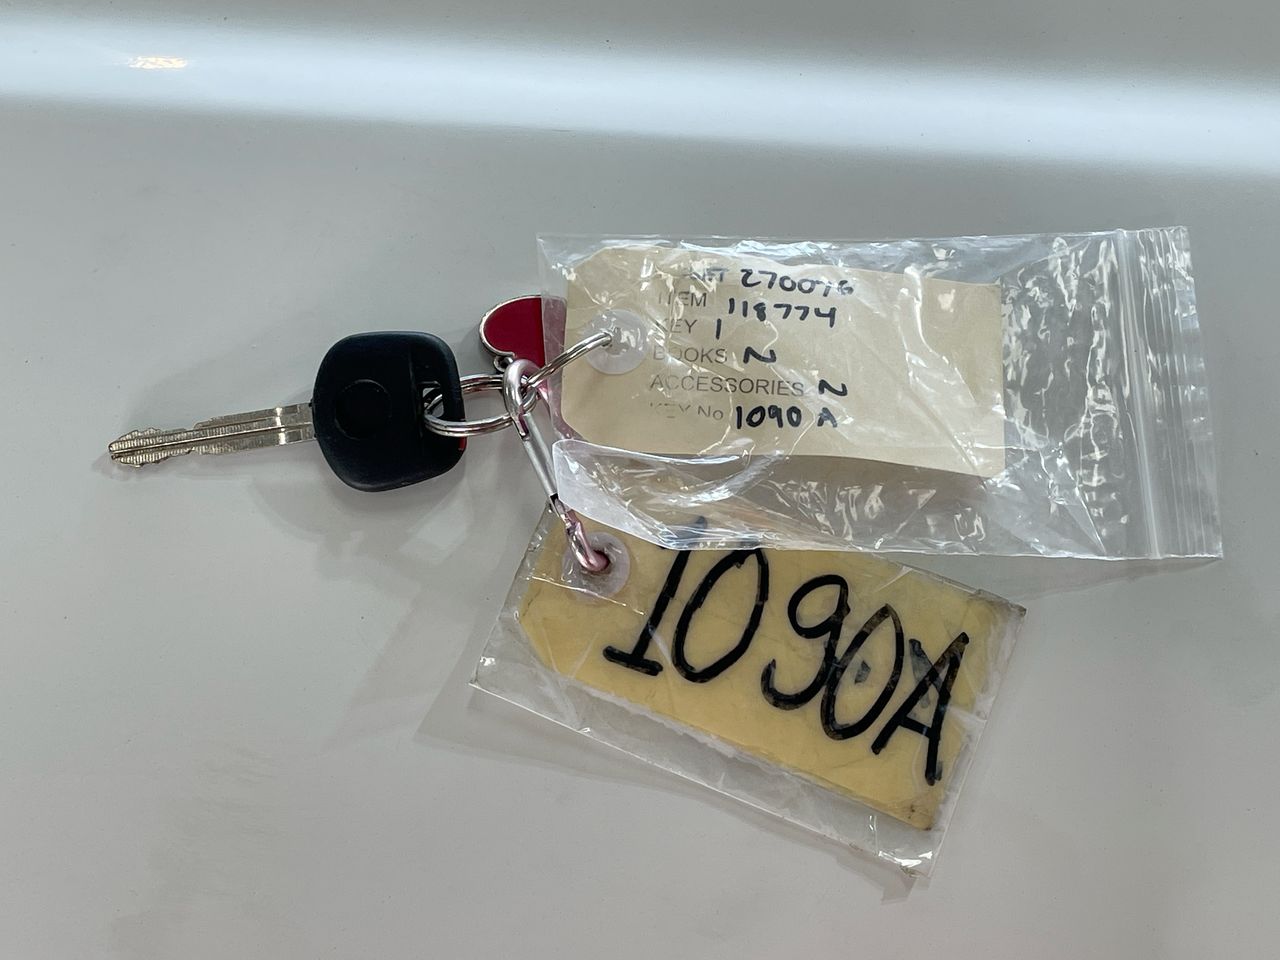 270076
ITEM 118774
KEY 1
BOOKS N
ACCESSORIES N
KEY No 1090 A
1090A